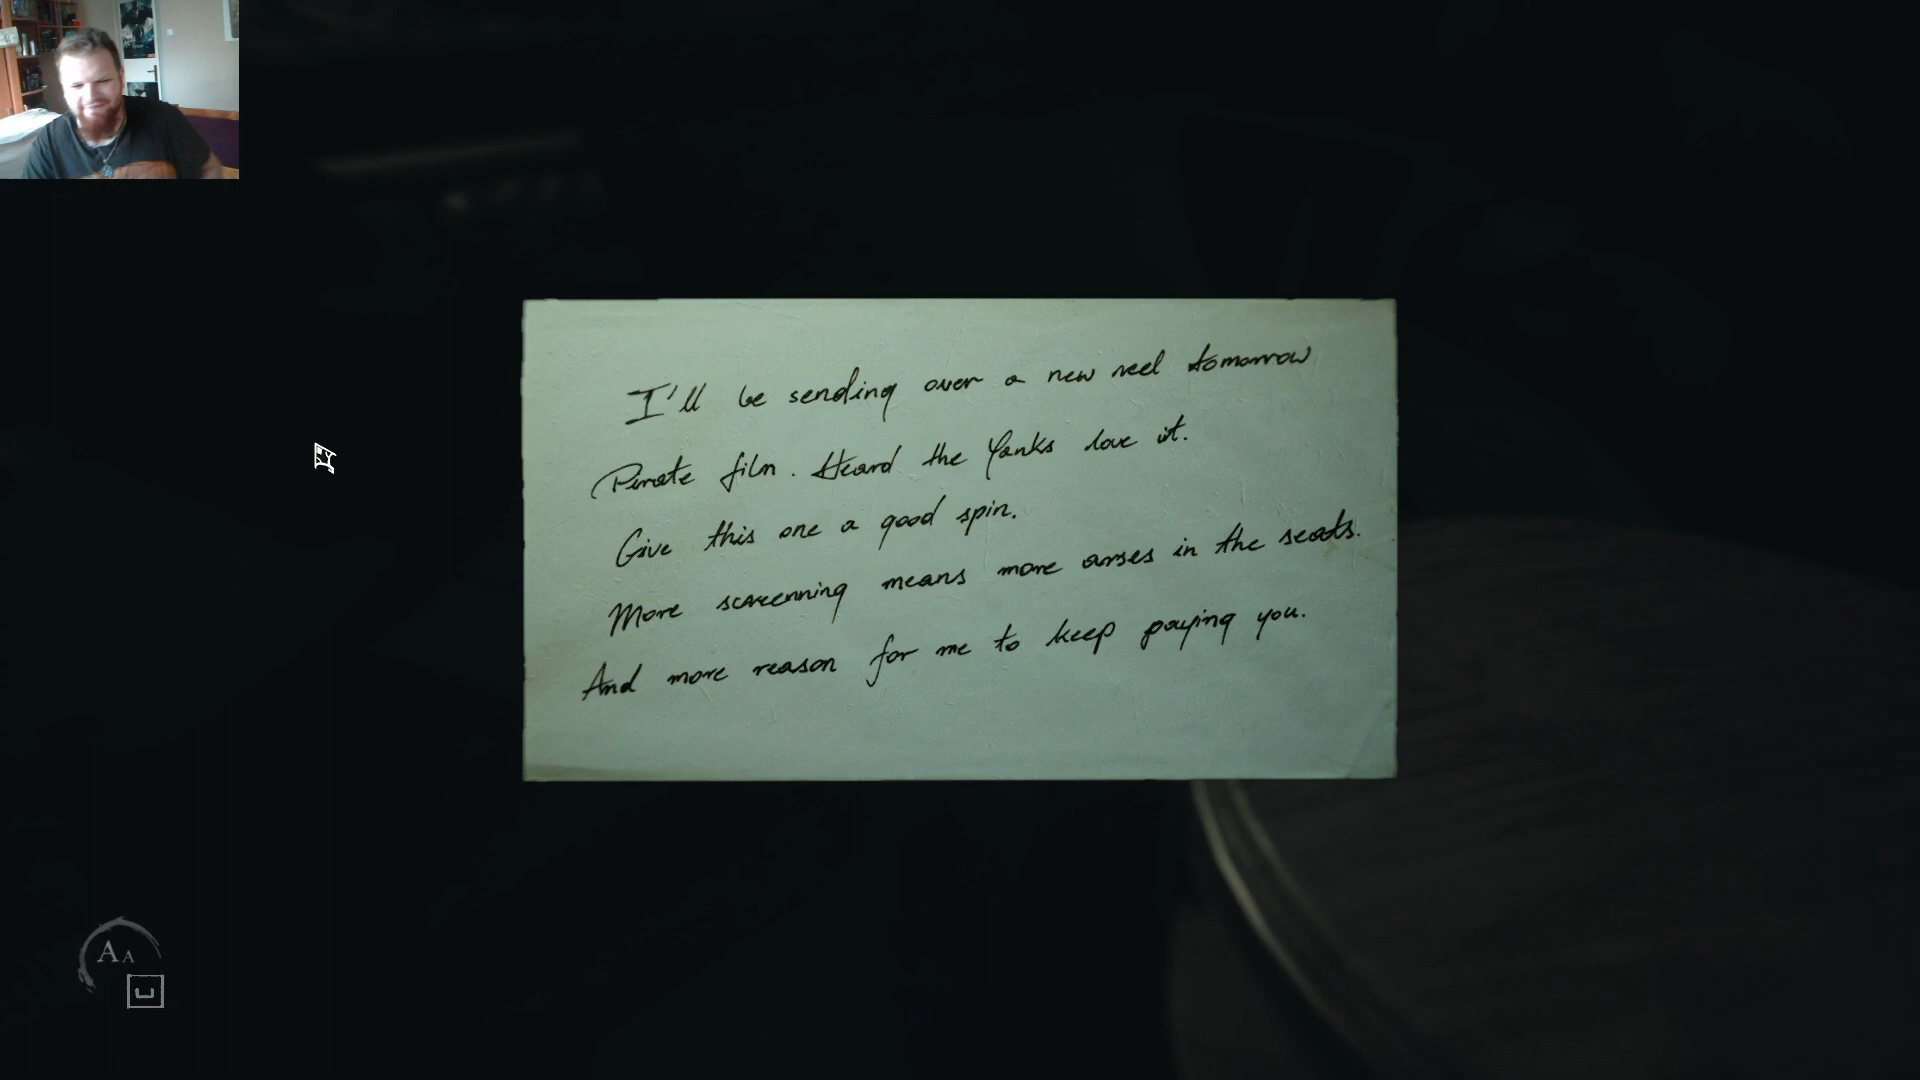 I'll be sending over a new reel tomorrow
Pirate film. Heard the Yanks love it.
Give this one a good spin.
More screenning means more arses in the seats.
And more reason for me to keep paying you.
A A